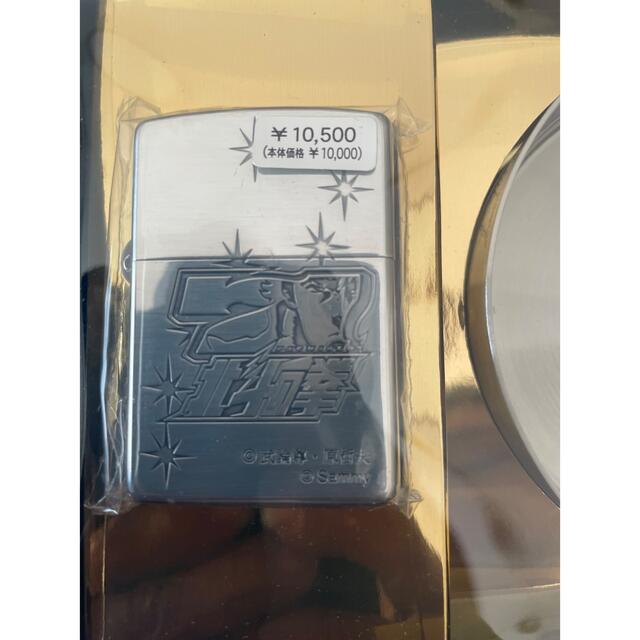 ￥10,500
(本体価格 ￥10,000)
北斗の拳
©武論尊・原哲夫
©Sammy